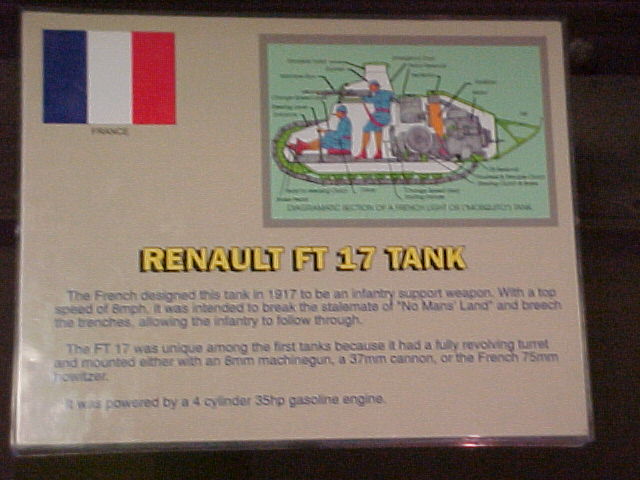 FRANCE
DIAGRAMATIC SECTION OF A FRENCH LIGHT OR ("MOSQUITO") TANK
RENAULT FT 17 TANK
The French designed this tank in 1917 to be an infantry support weapon. With a top
speed of 6mph, it was intended to break the stalemate of "No Mans' Land" and breech
the trenches, allowing the infantry to follow through.
The FT 17 was unique among the first tanks because it had a fully revolving turret
and mounted either with an 8mm machinegun, a 37mm cannon, or the French 75mm
howitzer.
It was powered by a 4 cylinder 35hp gasoline engine.